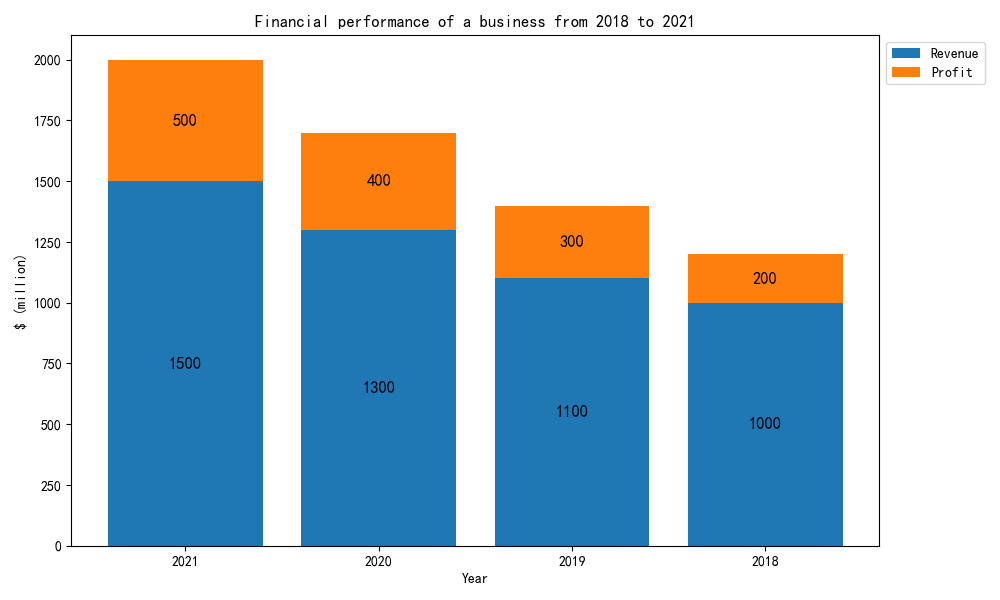 Financial performance of a business from 2018 to 2021
Revenue
Profit
$ (million)
2000
1750
1500
1250
1000
750
500
250
0
500
400
300
200
1500
1300
1100
1000
2021 2020 2019 2018
Year